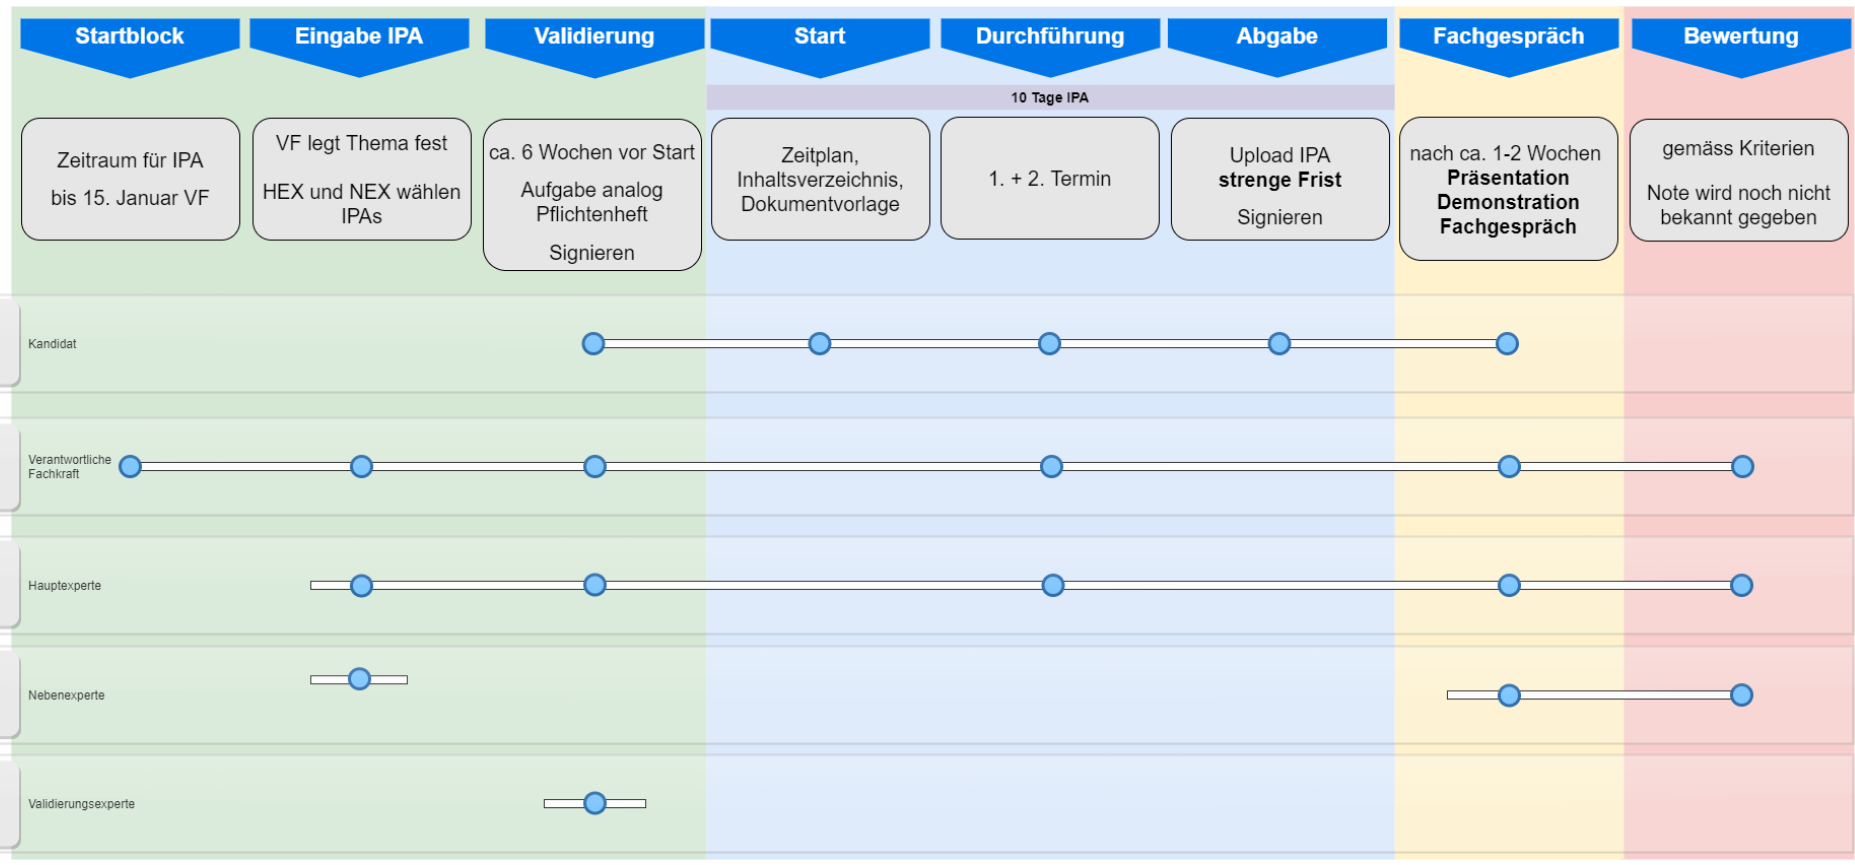 Startblock
Eingabe IPA
Validierung
Start
Durchführung
Abgabe
Fachgespräch
Bewertung
10 Tage IPA
Zeitraum für IPA
bis 15. Januar VF
VF legt Thema fest
HEX und NEX wählen
IPAs
ca. 6 Wochen vor Start
Aufgabe analog
Pflichtenheft
Signieren
Zeitplan,
Inhaltsverzeichnis,
Dokumentvorlage
1. + 2. Termin
Upload IPA
strenge Frist
Signieren
nach ca. 1-2 Wochen
Präsentation
Demonstration
Fachgespräch
gemäss Kriterien
Note wird noch nicht
bekannt gegeben
Kandidat
Verantwortliche
Fachkraft
Hauptexperte
Nebenexperte
Validierungsexperte